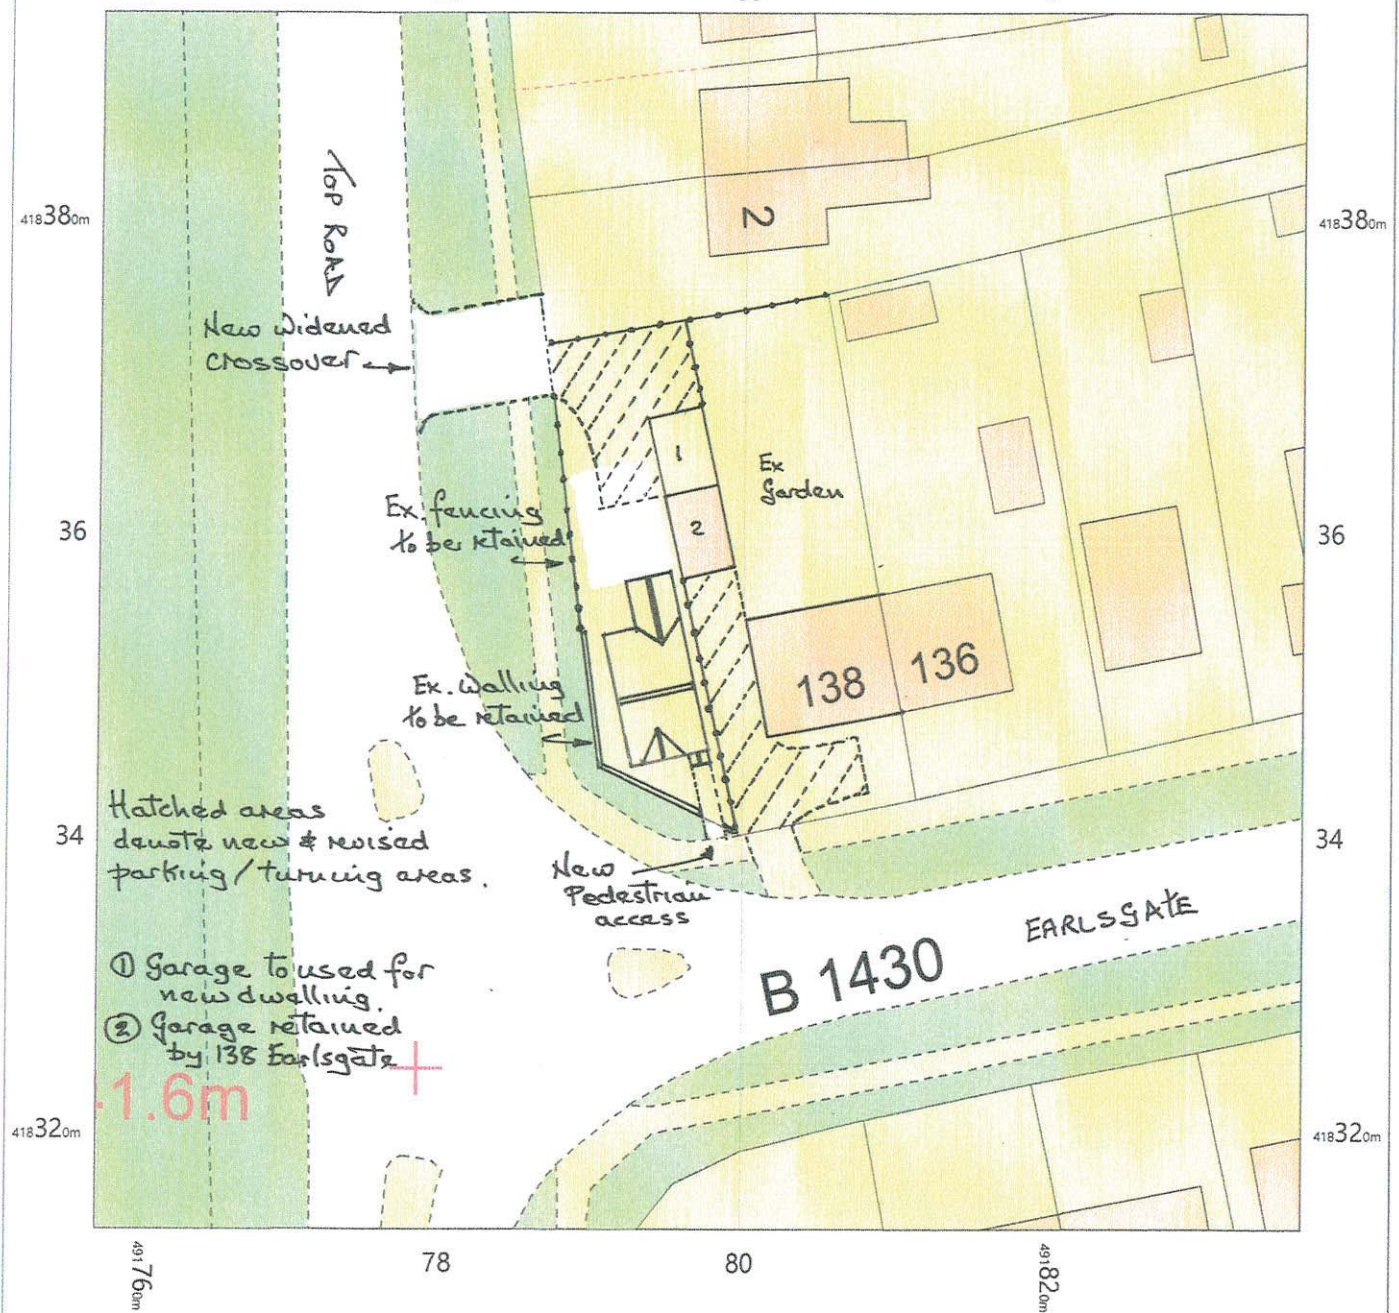 2
TOP ROAD
418380m
418380m
New Widened
crossover
1
Ex
Garden
2
Ex. fencing
to be retained
36
36
138
136
Ex. Walling
to be retained
Hatched areas
denote new & revised
parking/turning areas.
34
34
New
Pedestrian
access
EARLSGATE
B 1430
① Garage to used for
new dwelling.
② Garage retained
by 138 Earlsgate
1.6m
418320m
418320m
491760m
78
80
491820m